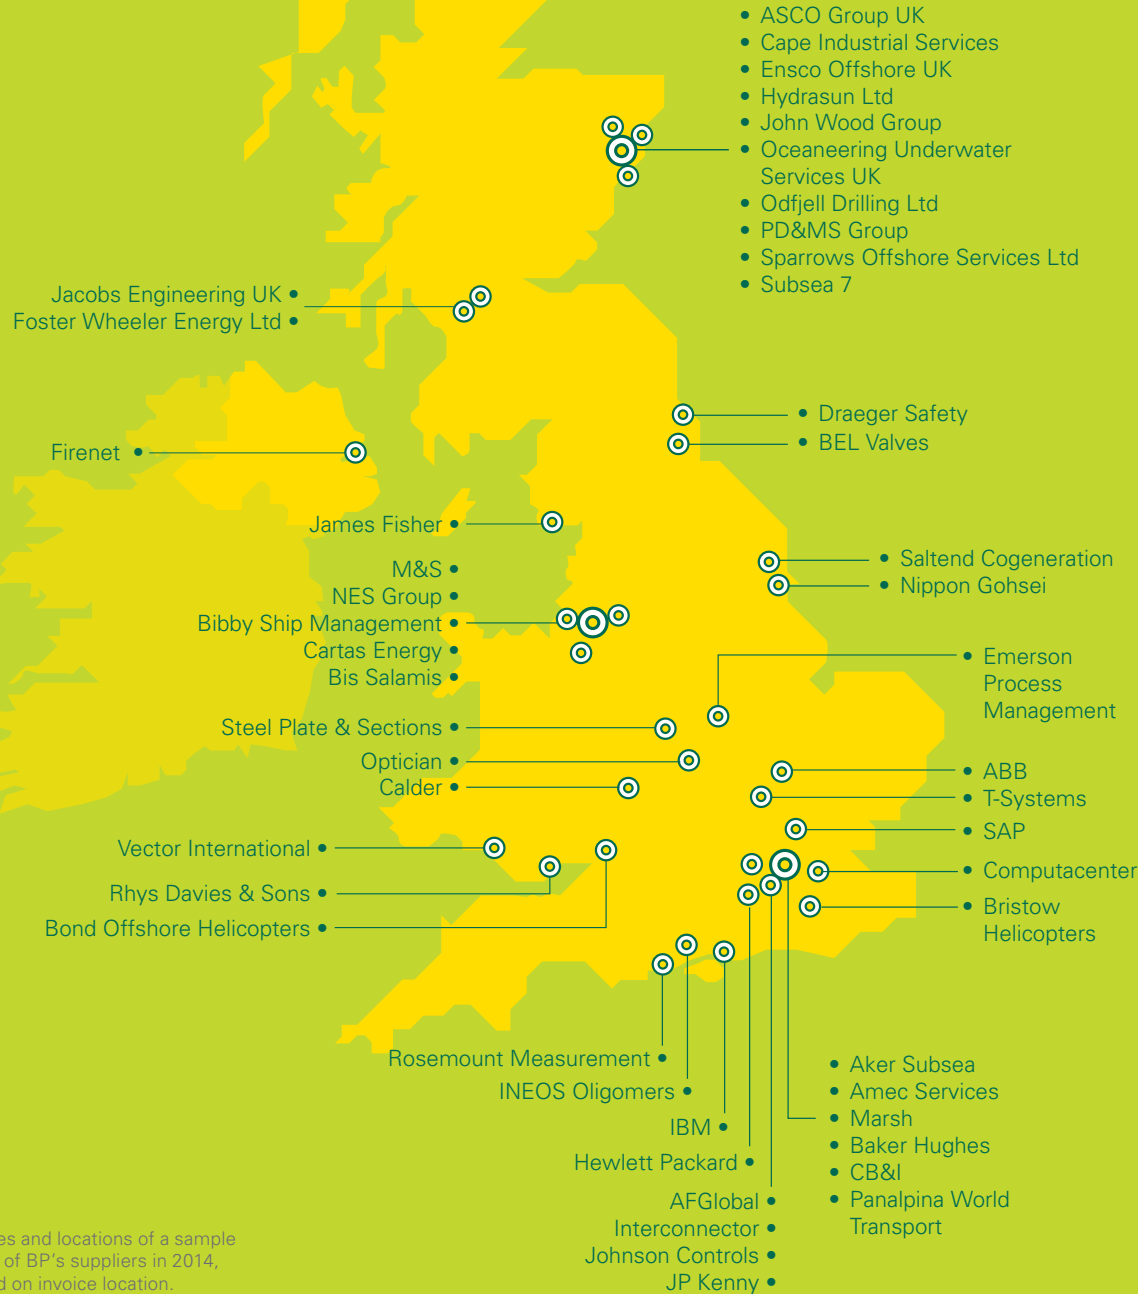 • ASCO Group UK
• Cape Industrial Services
• Ensco Offshore UK
• Hydrasun Ltd
• John Wood Group
• Oceaneering Underwater
Services UK
• Odfjell Drilling Ltd
• PD&MS Group
• Sparrows Offshore Services Ltd
• Subsea 7
Jacobs Engineering UK •
Foster Wheeler Energy Ltd •
• Draeger Safety
• BEL Valves
Firenet •
James Fisher •
M&S •
NES Group •
Bibby Ship Management •
Cartas Energy •
Bis Salamis •
• Saltend Cogeneration
• Nippon Gohsei
• Emerson
Process
Management
Steel Plate & Sections •
Optician •
Calder •
• ABB
• T-Systems
• SAP
• Computacenter
• Bristow
Helicopters
Vector International •
Rhys Davies & Sons •
Bond Offshore Helicopters •
Rosemount Measurement •
INEOS Oligomers •
IBM •
Hewlett Packard •
AFGlobal •
Interconnector •
Johnson Controls •
JP Kenny •
• Aker Subsea
• Amec Services
• Marsh
• Baker Hughes
• CB&I
• Panalpina World
Transport
and locations of a sample
of BP's suppliers in 2014,
on invoice location.